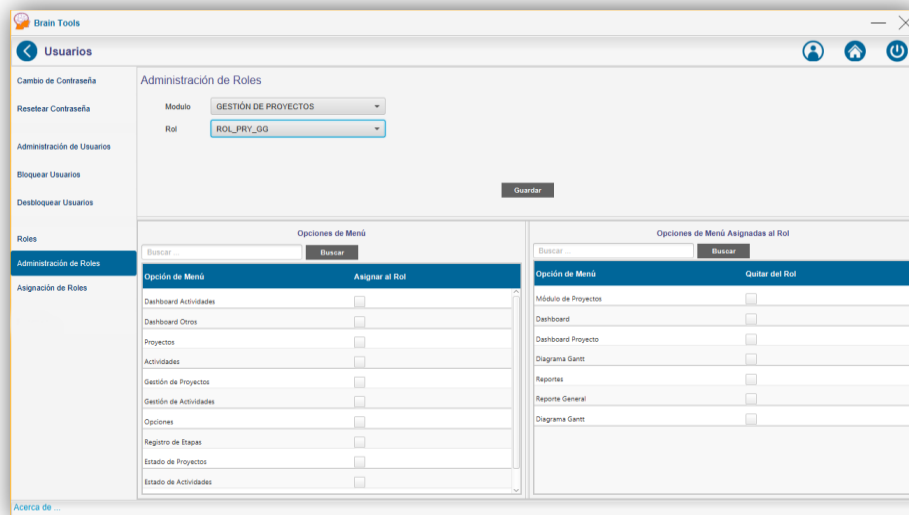 Brain Tools
Usuarios
Cambio de Contraseña
Resetear Contraseña
Administración de Usuarios
Bloquear Usuarios
Desbloquear Usuarios
Roles
Administración de Roles
Asignación de Roles
Administración de Roles
Modulo GESTIÓN DE PROYECTOS
Rol ROL_PRY_GG
Guardar
Opciones de Menú
Buscar ... Buscar
Opción de Menú Asignar al Rol
Dashboard Actividades
Dashboard Otros
Proyectos
Actividades
Gestión de Proyectos
Gestión de Actividades
Opciones
Registro de Etapas
Estado de Proyectos
Estado de Actividades
Opciones de Menú Asignadas al Rol
Buscar ... Buscar
Opción de Menú Quitar del Rol
Módulo de Proyectos
Dashboard
Dashboard Proyecto
Diagrama Gantt
Reportes
Reporte General
Diagrama Gantt
Acerca de ...